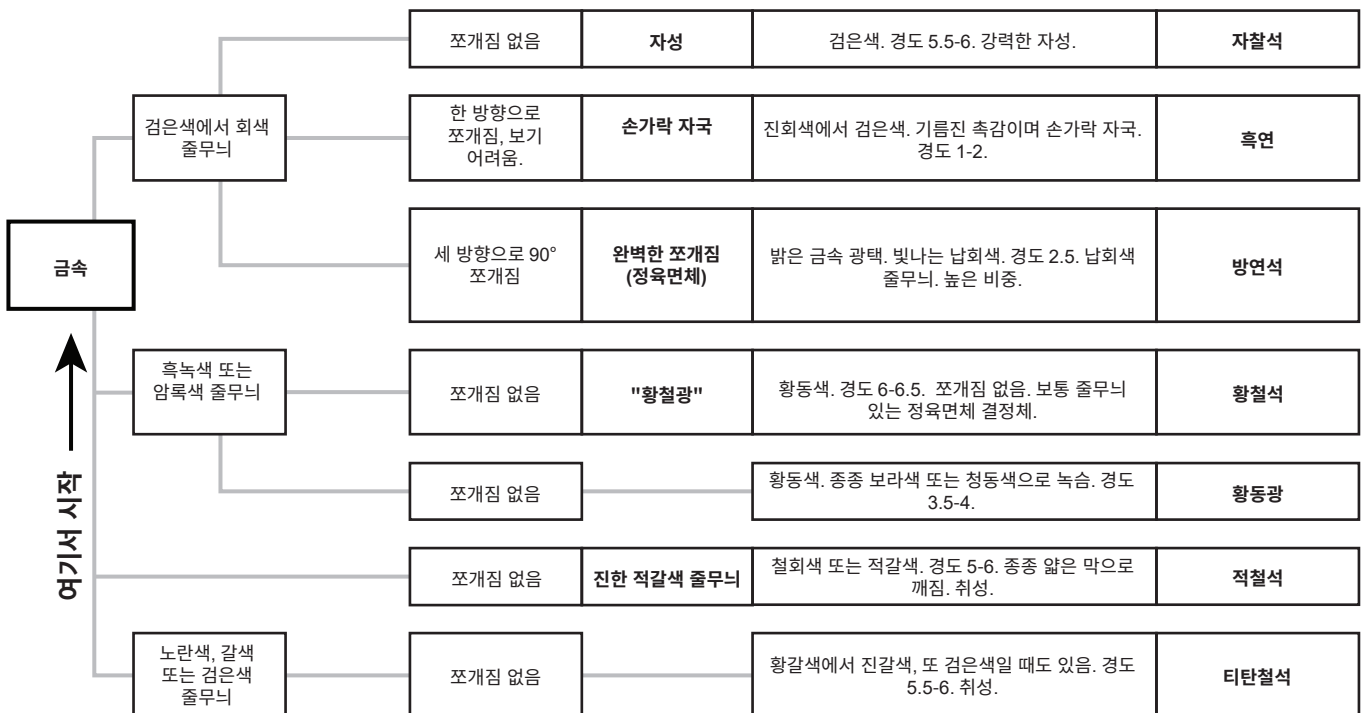 쪼개짐 없음
자성
검은색. 경도 5.5-6. 강력한 자성.
자찰석
검은색에서 회색
줄무늬
한 방향으로
쪼개짐, 보기
어려움.
손가락 자국
진회색에서 검은색. 기름진 촉감이며 손가락 자국.
경도 1-2.
흑연
금속
세 방향으로 90°
쪼개짐
완벽한 쪼개짐
(정육면체)
밝은 금속 광택. 빛나는 납회색. 경도 2.5. 납회색
줄무늬. 높은 비중.
방연석
여기서 시작
흑녹색 또는
암록색 줄무늬
쪼개짐 없음
"황철광"
황동색. 경도 6-6.5. 쪼개짐 없음. 보통 줄무늬
있는 정육면체 결정체.
황철석
쪼개짐 없음
황동색. 종종 보라색 또는 청동색으로 녹슴. 경도
3.5-4.
황동광
쪼개짐 없음
진한 적갈색 줄무늬
철회색 또는 적갈색. 경도 5-6. 종종 얇은 막으로
깨짐. 취성.
적철석
노란색, 갈색
또는 검은색
줄무늬
쪼개짐 없음
황갈색에서 진갈색, 또 검은색일 때도 있음. 경도
5.5-6. 취성.
티탄철석